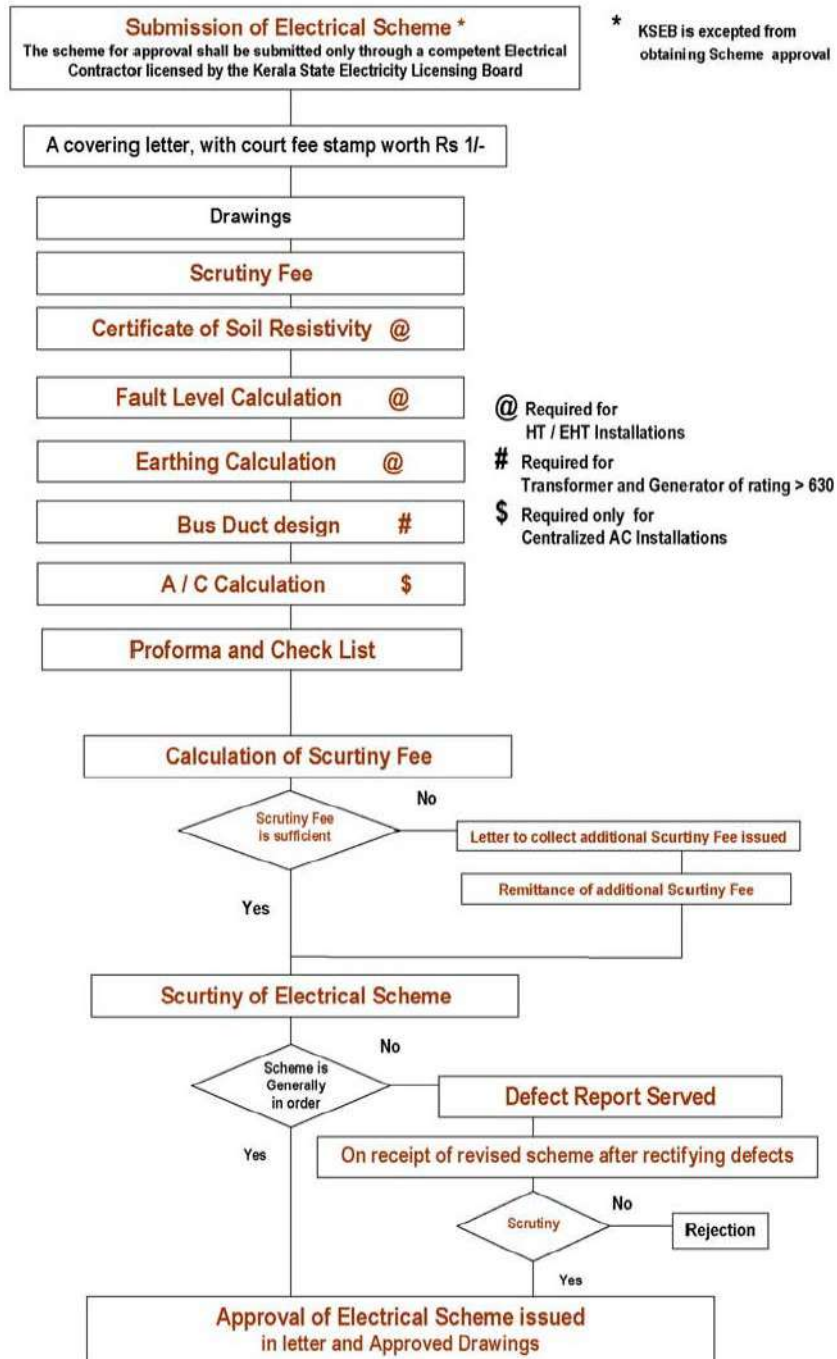 Submission of Electrical Scheme *
The scheme for approval shall be submitted only through a competent Electrical
Contractor licensed by the Kerala State Electricity Licensing Board
* KSEB is excepted from
obtaining Scheme approval
A covering letter, with court fee stamp worth Rs 1/-
Drawings
Scrutiny Fee
Certificate of Soil Resistivity @
Fault Level Calculation @
Earthing Calculation @
Bus Duct design #
A / C Calculation $
Proforma and Check List
@ Required for
HT / EHT Installations
# Required for
Transformer and Generator of rating > 630
$ Required only for
Centralized AC Installations
Calculation of Scurtiny Fee
Scrutiny Fee
is sufficient
No
Letter to collect additional Scurtiny Fee issued
Remittance of additional Scurtiny Fee
Yes
Scurtiny of Electrical Scheme
Scheme is
Generally
in order
No
Defect Report Served
Yes
On receipt of revised scheme after rectifying defects
Scrutiny
No
Rejection
Yes
Approval of Electrical Scheme issued
in letter and Approved Drawings